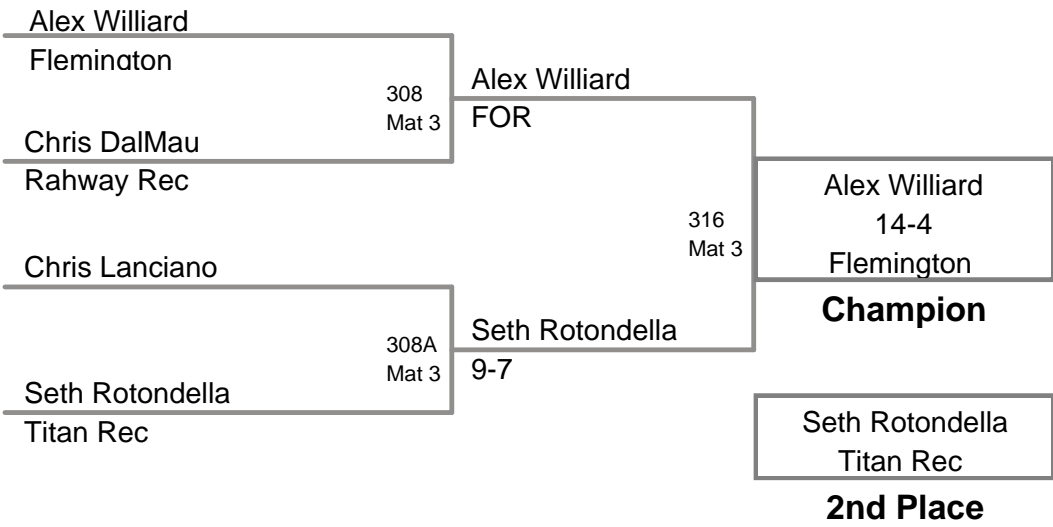 Alex Williard
Flemington
308
Mat 3
Chris DalMau
Rahway Rec
Alex Williard
FOR
Chris Lanciano
308A
Mat 3
Seth Rotondella
Titan Rec
Seth Rotondella
9-7
316
Mat 3
Alex Williard
14-4
Flemington
Champion
Seth Rotondella
Titan Rec
2nd Place